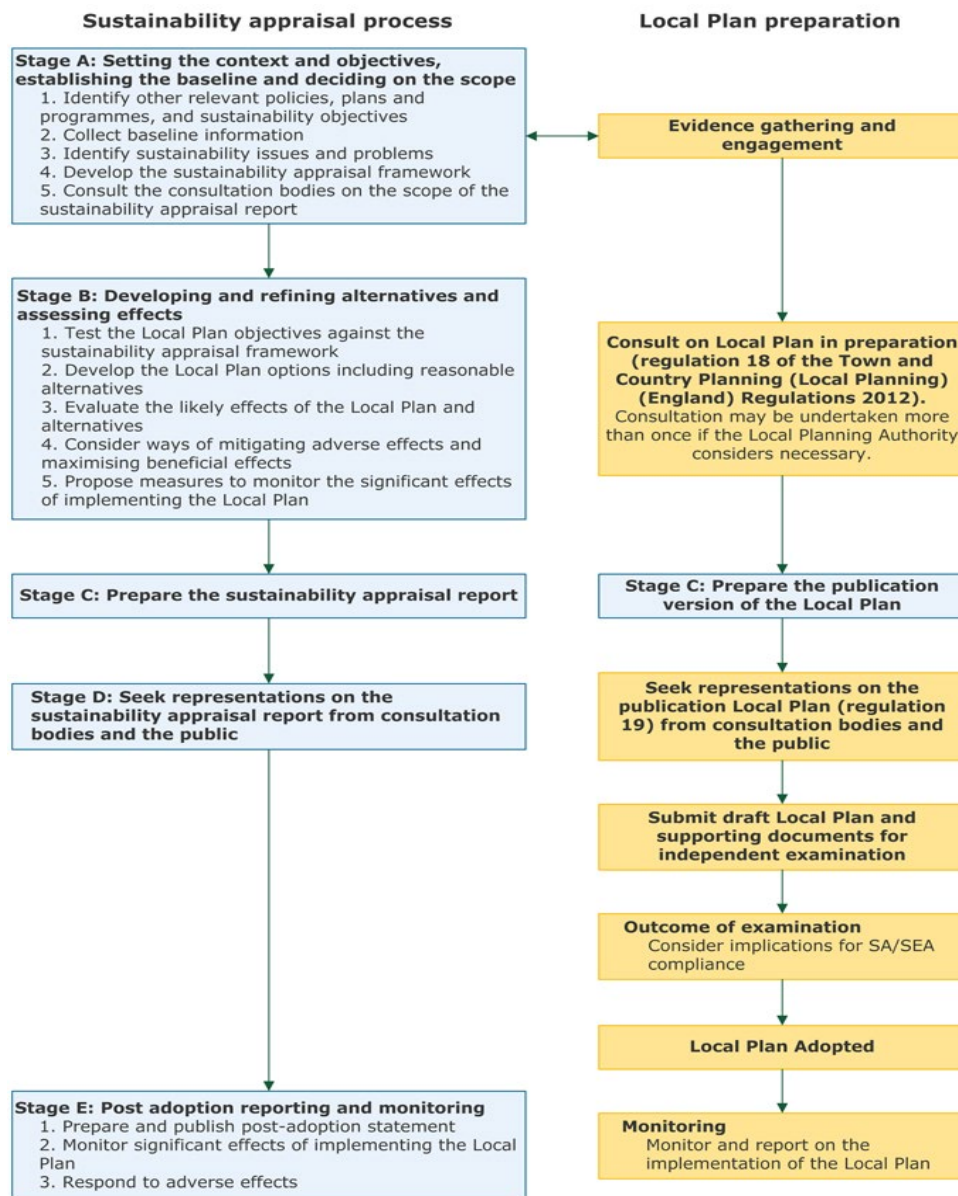 Sustainability appraisal process
Stage A: Setting the context and objectives,
establishing the baseline and deciding on the scope
1. Identify other relevant policies, plans and
programmes, and sustainability objectives
2. Collect baseline information
3. Identify sustainability issues and problems
4. Develop the sustainability appraisal framework
5. Consult the consultation bodies on the scope of the
sustainability appraisal report
Stage B: Developing and refining alternatives and
assessing effects
1. Test the Local Plan objectives against the
sustainability appraisal framework
2. Develop the Local Plan options including reasonable
alternatives
3. Evaluate the likely effects of the Local Plan and
alternatives
4. Consider ways of mitigating adverse effects and
maximising beneficial effects
5. Propose measures to monitor the significant effects
of implementing the Local Plan
Stage C: Prepare the sustainability appraisal report
Stage D: Seek representations on the
sustainability appraisal report from consultation
bodies and the public
Stage E: Post adoption reporting and monitoring
1. Prepare and publish post-adoption statement
2. Monitor significant effects of implementing the Local
Plan
3. Respond to adverse effects
Local Plan preparation
Evidence gathering and
engagement
Consult on Local Plan in preparation
(regulation 18 of the Town and
Country Planning (Local Planning)
(England) Regulations 2012).
Consultation may be undertaken more
than once if the Local Planning Authority
considers necessary.
Stage C: Prepare the publication
version of the Local Plan
Seek representations on the
publication Local Plan (regulation
19) from consultation bodies and
the public
Submit draft Local Plan and
supporting documents for
independent examination
Outcome of examination
Consider implications for SA/SEA
compliance
Local Plan Adopted
Monitoring
Monitor and report on the
implementation of the Local Plan